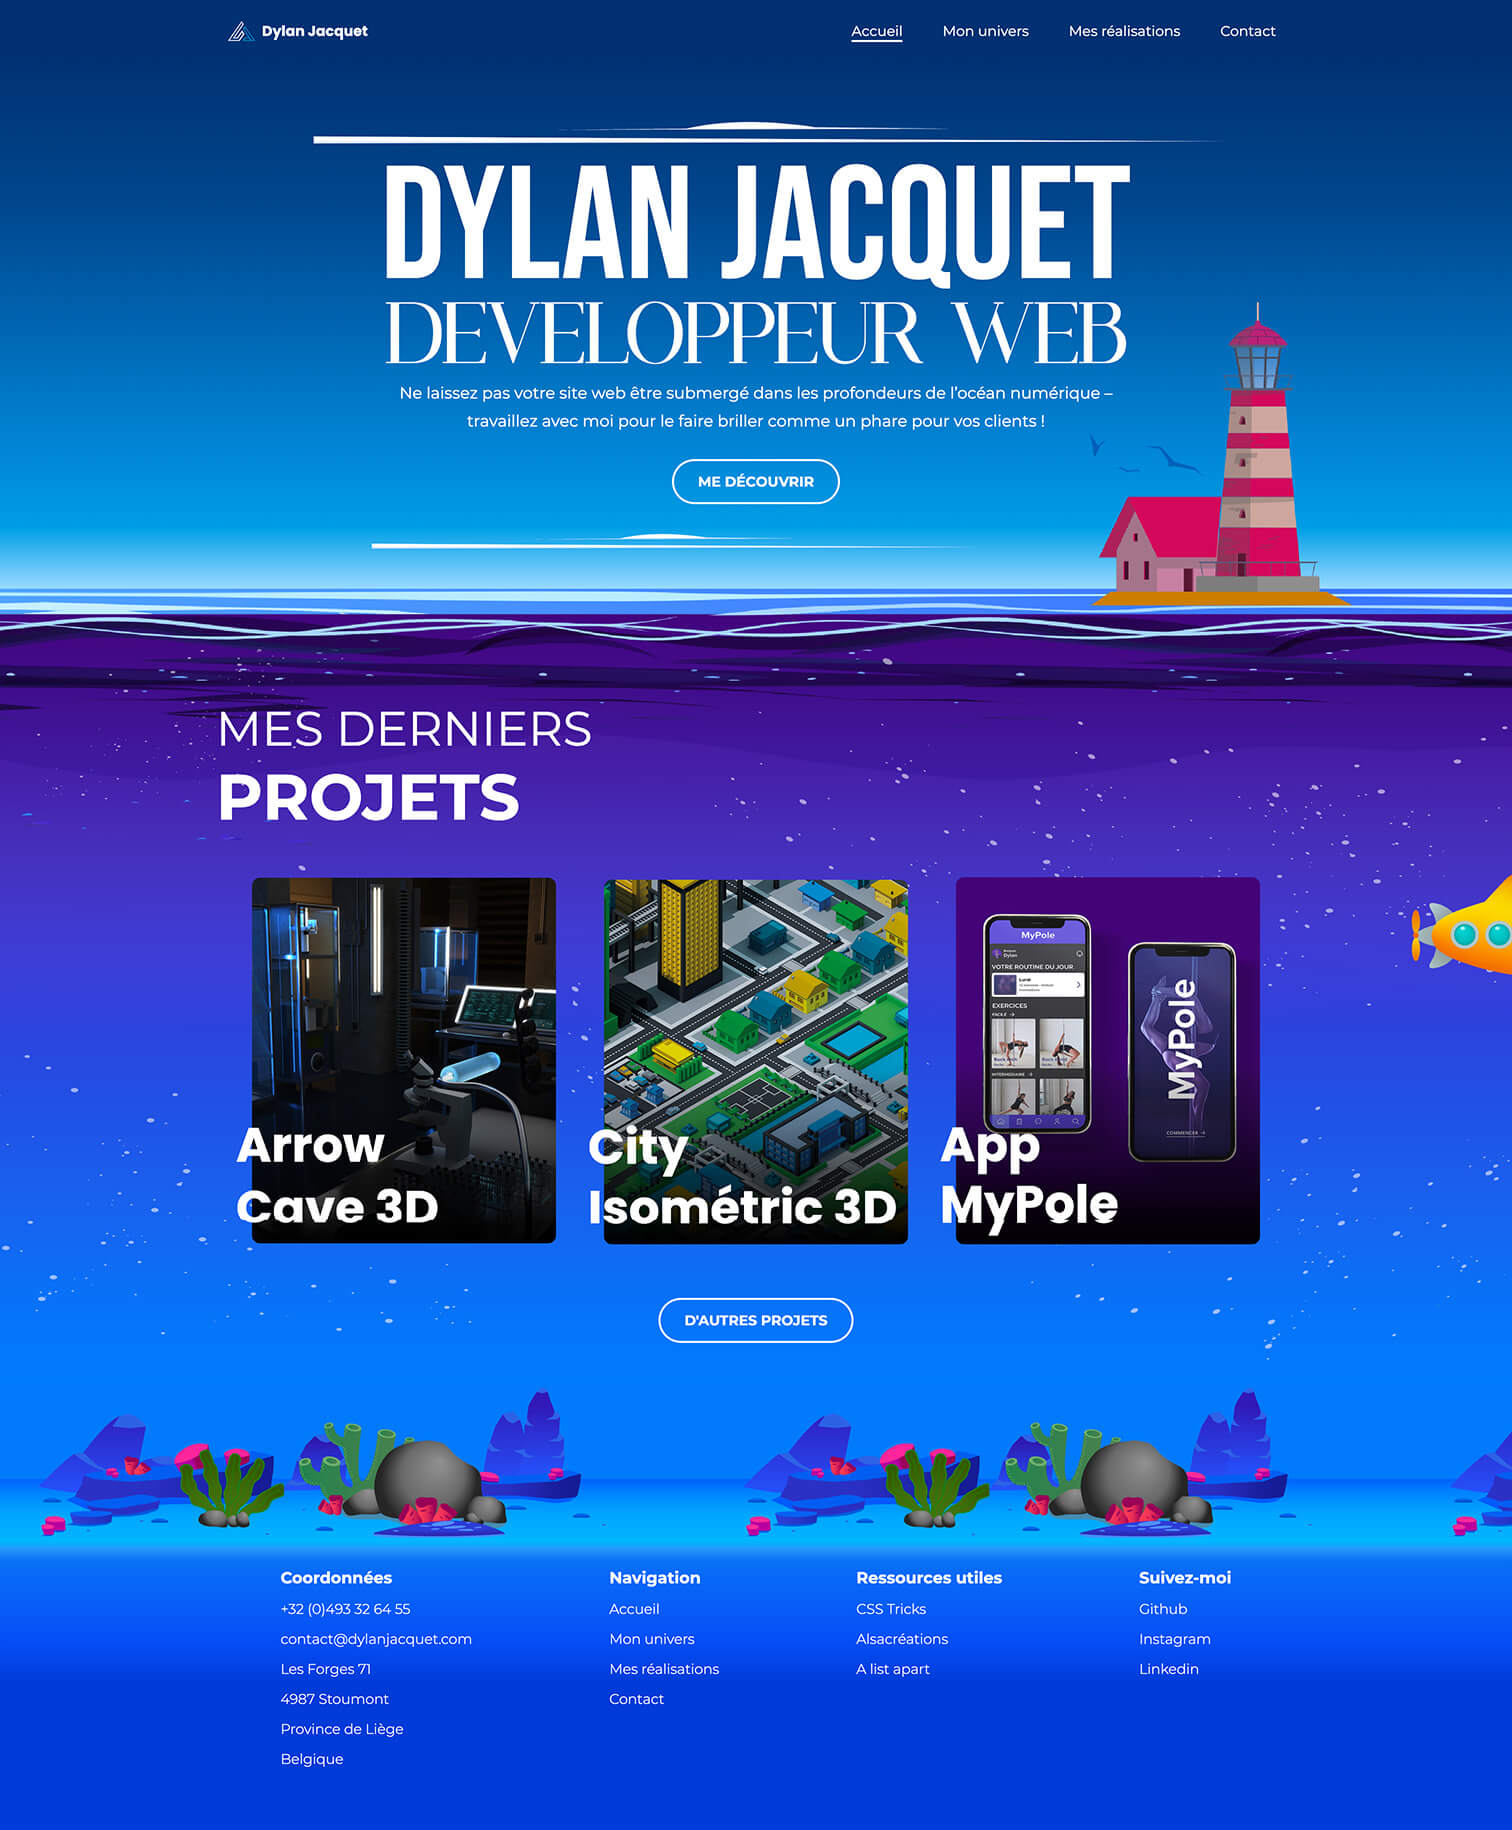 Dylan Jacquet
Accueil Mon univers Mes réalisations Contact
DYLAN JACQUET
DEVELOPPEUR WEB
Ne laissez pas votre site web être submergé dans les profondeurs de l'océan numérique –
travaillez avec moi pour le faire briller comme un phare pour vos clients !
ME DÉCOUVRIR
MES DERNIERS
PROJETS
Arrow
Cave 3D
City
Isométric 3D
MyPole
Dylan
VOTRE ROUTINE DU JOUR
EXERCICES
FACILE
INTERMEDIAIRE
MyPole
COMMENCER
App
MyPole
D'AUTRES PROJETS
Coordonnées
+32 (0)493 32 64 55
contact@dylanjacquet.com
Les Forges 71
4987 Stoumont
Province de Liège
Belgique
Navigation
Accueil
Mon univers
Mes réalisations
Contact
Ressources utiles
CSS Tricks
Alsacréations
A list apart
Suivez-moi
Github
Instagram
Linkedin